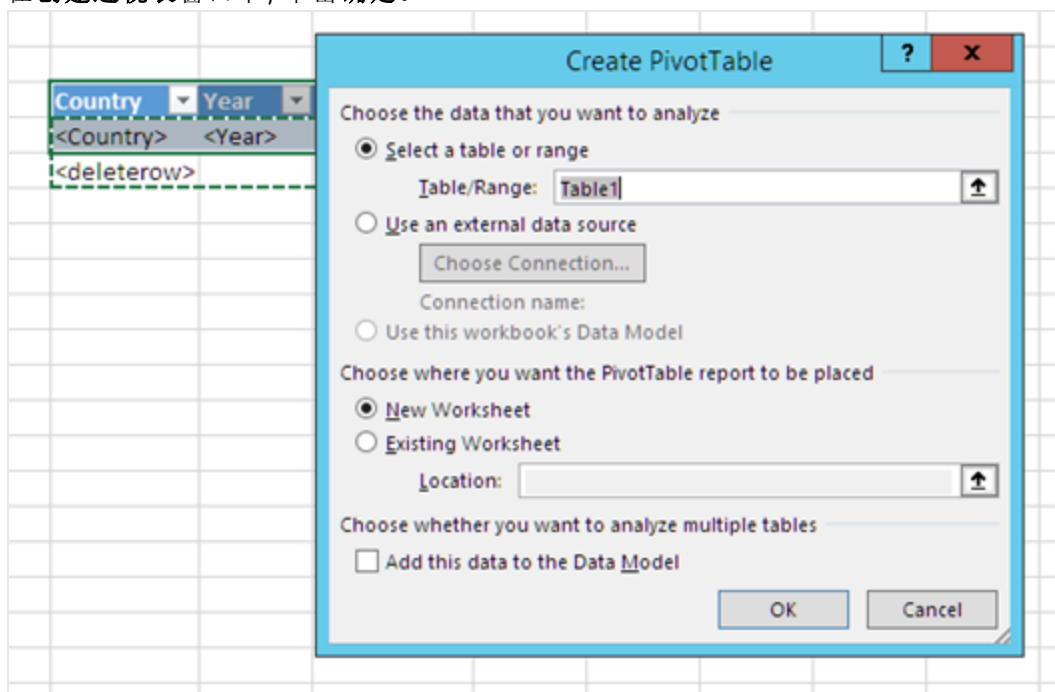 Create PivotTable
?
x
Country Year
<Country> <Year>
<deleterow>
Choose the data that you want to analyze
Select a table or range
Table/Range: Table1
Use an external data source
Choose Connection...
Connection name:
Use this workbook's Data Model
Choose where you want the PivotTable report to be placed
New Worksheet
Existing Worksheet
Location:
Choose whether you want to analyze multiple tables
Add this data to the Data Model
OK Cancel